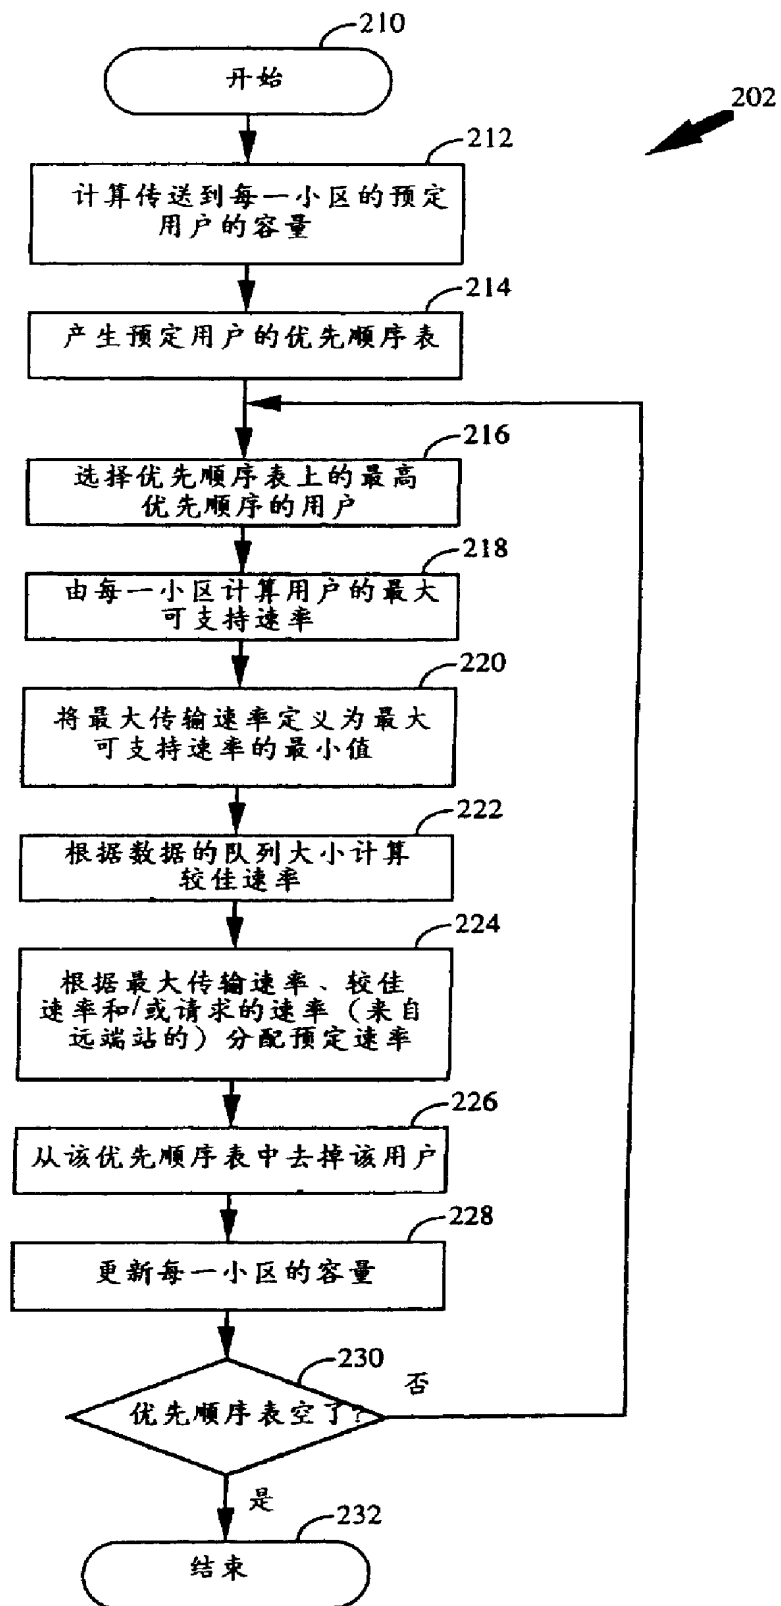 210
开始
202
212
计算传送到每一小区的预定
用户的容量
214
产生预定用户的优先顺序表
216
选择优先顺序表上的最高
优先顺序的用户
218
由每一小区计算用户的最大
可支持速率
220
将最大传输速率定义为最大
可支持速率的最小值
222
根据数据的队列大小计算
较佳速率
224
根据最大传输速率、较佳
速率和/或请求的速率（来自
远端站的）分配预定速率
226
从该优先顺序表中去掉该用户
228
更新每一小区的容量
230
否
优先顺序表空了?
是
232
结束